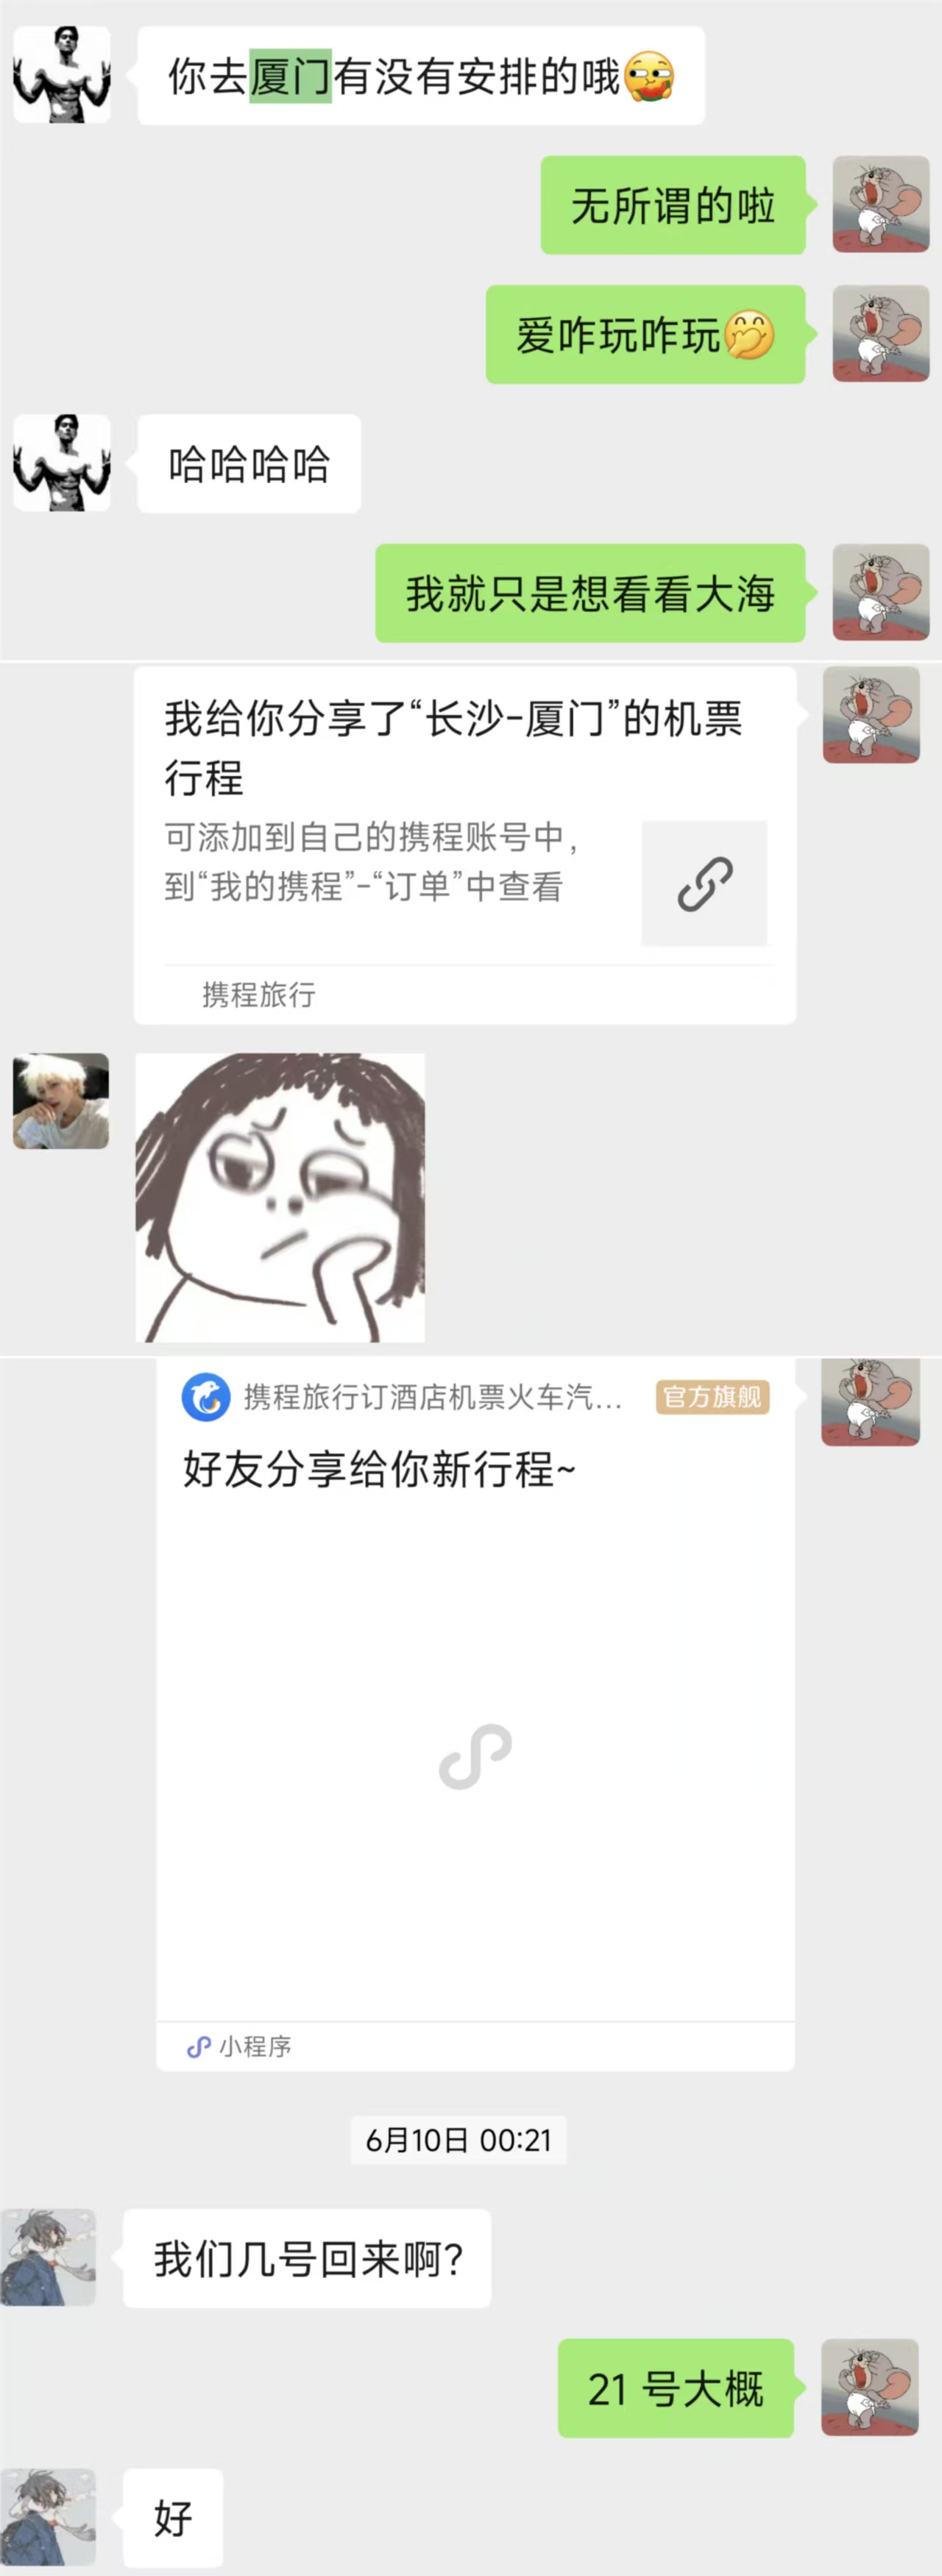 你去厦门有没有安排的哦
无所谓的啦
爱咋玩咋玩
哈哈哈哈
我就只是想看看大海
我给你分享了“长沙-厦门”的机票
行程
可添加到自己的携程账号中，
到“我的携程”-“订单”中查看
携程旅行
携程旅行订酒店机票火车汽... 官方旗舰
好友分享给你新行程~
小程序
6月10日 00:21
我们几号回来啊?
21 号大概
好